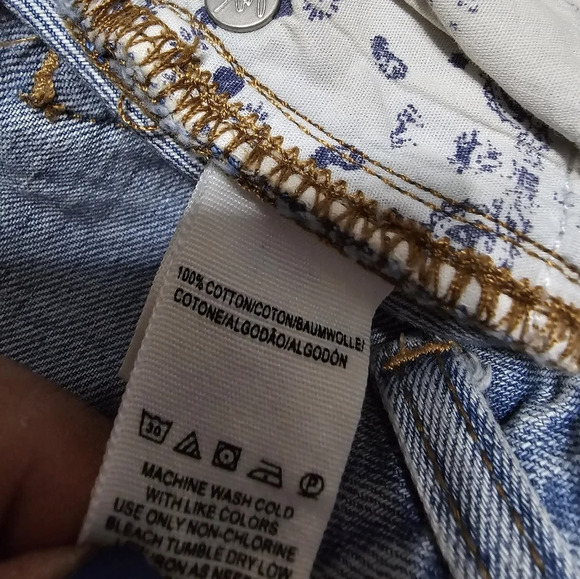 100% COTTON/COTON/BAUMWOLLE/
COTONE/ALGODÃO/ALGODÓN
30
P
MACHINE WASH COLD
WITH LIKE COLORS
USE ONLY NON-CHLORINE
BLEACH TUMBLE DRY LOW